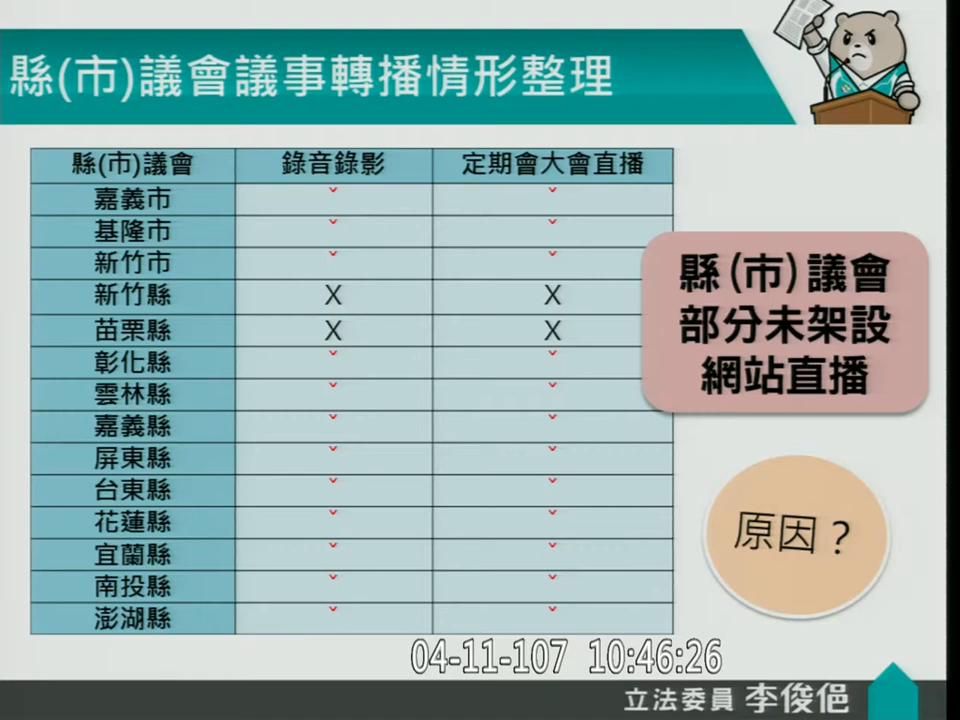 縣(市)議會議事轉播情形整理
縣(市)議會 錄音錄影 定期會大會直播
嘉義市 ˇ ˇ
基隆市 ˇ ˇ
新竹市 ˇ ˇ
新竹縣 X X
苗栗縣 X X
彰化縣 ˇ ˇ
雲林縣 ˇ ˇ
嘉義縣 ˇ ˇ
屏東縣 ˇ ˇ
台東縣 ˇ ˇ
花蓮縣 ˇ ˇ
宜蘭縣 ˇ ˇ
南投縣 ˇ ˇ
澎湖縣 ˇ ˇ
縣(市)議會
部分未架設
網站直播
原因？
04-11-107 10:46:26
立法委員 李俊俋